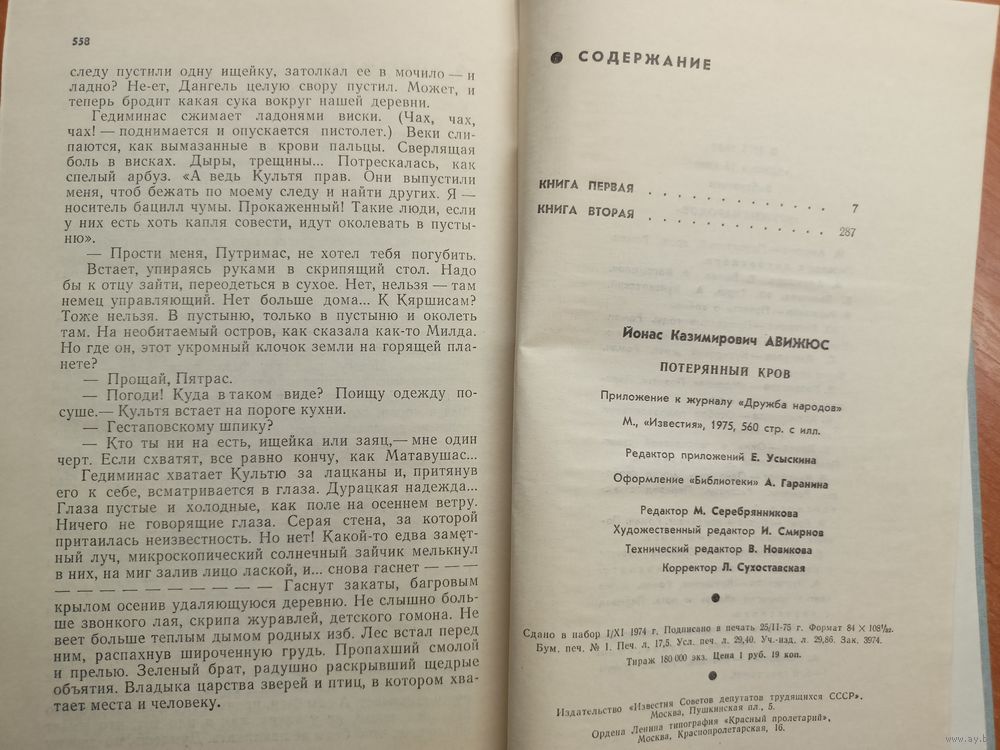 558
следу пустили одну ищейку, затолкал ее в мочило — и
ладно? Не-ет, Дангель целую свору пустил. Может, и
теперь бродит какая сука вокруг нашей деревни.
Гедиминас сжимает ладонями виски. (Чах, чах,
чах! — поднимается и опускается пистолет.) Веки сли-
паются, как вымазанные в крови пальцы. Сверлящая
боль в висках. Дыры, трещины... Потрескалась, как
спелый арбуз. «А ведь Культя прав. Они выпустили
меня, чтоб бежать по моему следу и найти других. Я —
носитель бацилл чумы. Прокаженный! Такие люди, если
у них есть хоть капля совести, идут околевать в пусты-
ню».
— Прости меня, Путримас, не хотел тебя погубить.
Встает, упираясь руками в скрипящий стол. Надо
бы к отцу зайти, переодеться в сухое. Нет, нельзя — там
немец управляющий. Нет больше дома... К Кяршисам?
Тоже нельзя. В пустыню, только в пустыню и околеть
там. На необитаемый остров, как сказала как-то Милда.
Но где он, этот укромный клочок земли на горящей пла-
нете?
— Прощай, Пятрас.
— Погоди! Куда в таком виде? Поищу одежду по-
суше.— Культя встает на пороге кухни.
— Гестаповскому шпику?
— Кто ты ни на есть, ищейка или заяц,— мне один
черт. Если схватят, все равно кончу, как Матавушас...
Гедиминас хватает Культю за лацканы и, притянув
его к себе, всматривается в глаза. Дурацкая надежда...
Глаза пустые и холодные, как поле на осеннем ветру.
Ничего не говорящие глаза. Серая стена, за которой
притаилась неизвестность. Но нет! Какой-то едва замет-
ный луч, микроскопический солнечный зайчик мелькнул
в них, на миг залив лицо лаской, и... снова гаснет — — —
— — — — — — — — — — — Гаснут закаты, багровым
крылом осенив удаляющуюся деревню. Не слышно боль-
ше звонкого лая, скрипа журавлей, детского гомона. Не
веет больше теплым дымом родных изб. Лес встал перед
ним, распахнув широченную грудь. Пропахший смолой
и прелью. Зеленый брат, радушно раскрывший щедрые
объятия. Владыка царства зверей и птиц, в котором хва-
тает места и человеку.
● СОДЕРЖАНИЕ
КНИГА ПЕРВАЯ . . . . . . . . . . . . 7
КНИГА ВТОРАЯ . . . . . . . . . . . . 287
Йонас Казимирович АВИЖЮС
ПОТЕРЯННЫЙ КРОВ
Приложение к журналу «Дружба народов»
М., «Известия», 1975, 560 стр. с илл.
Редактор приложений Е. Усыскина
Оформление «Библиотеки» А. Гаранина
Редактор М. Серебрянникова
Художественный редактор И. Смирнов
Технический редактор В. Новикова
Корректор Л. Сухоставская
Сдано в набор 1/XI 1974 г. Подписано в печать 25/II-75 г. Формат 84 × 108¹/₃₂.
Бум. печ. № 1. Печ. л. 17,5. Усл. печ. л. 29,40. Уч.-изд. л. 29,86. Зак. 3974.
Тираж 180 000 экз. Цена 1 руб. 19 коп.
Издательство «Известия Советов депутатов трудящихся СССР».
Москва, Пушкинская пл., 5.
Ордена Ленина типография «Красный пролетарий»,
Москва, Краснопролетарская, 16.